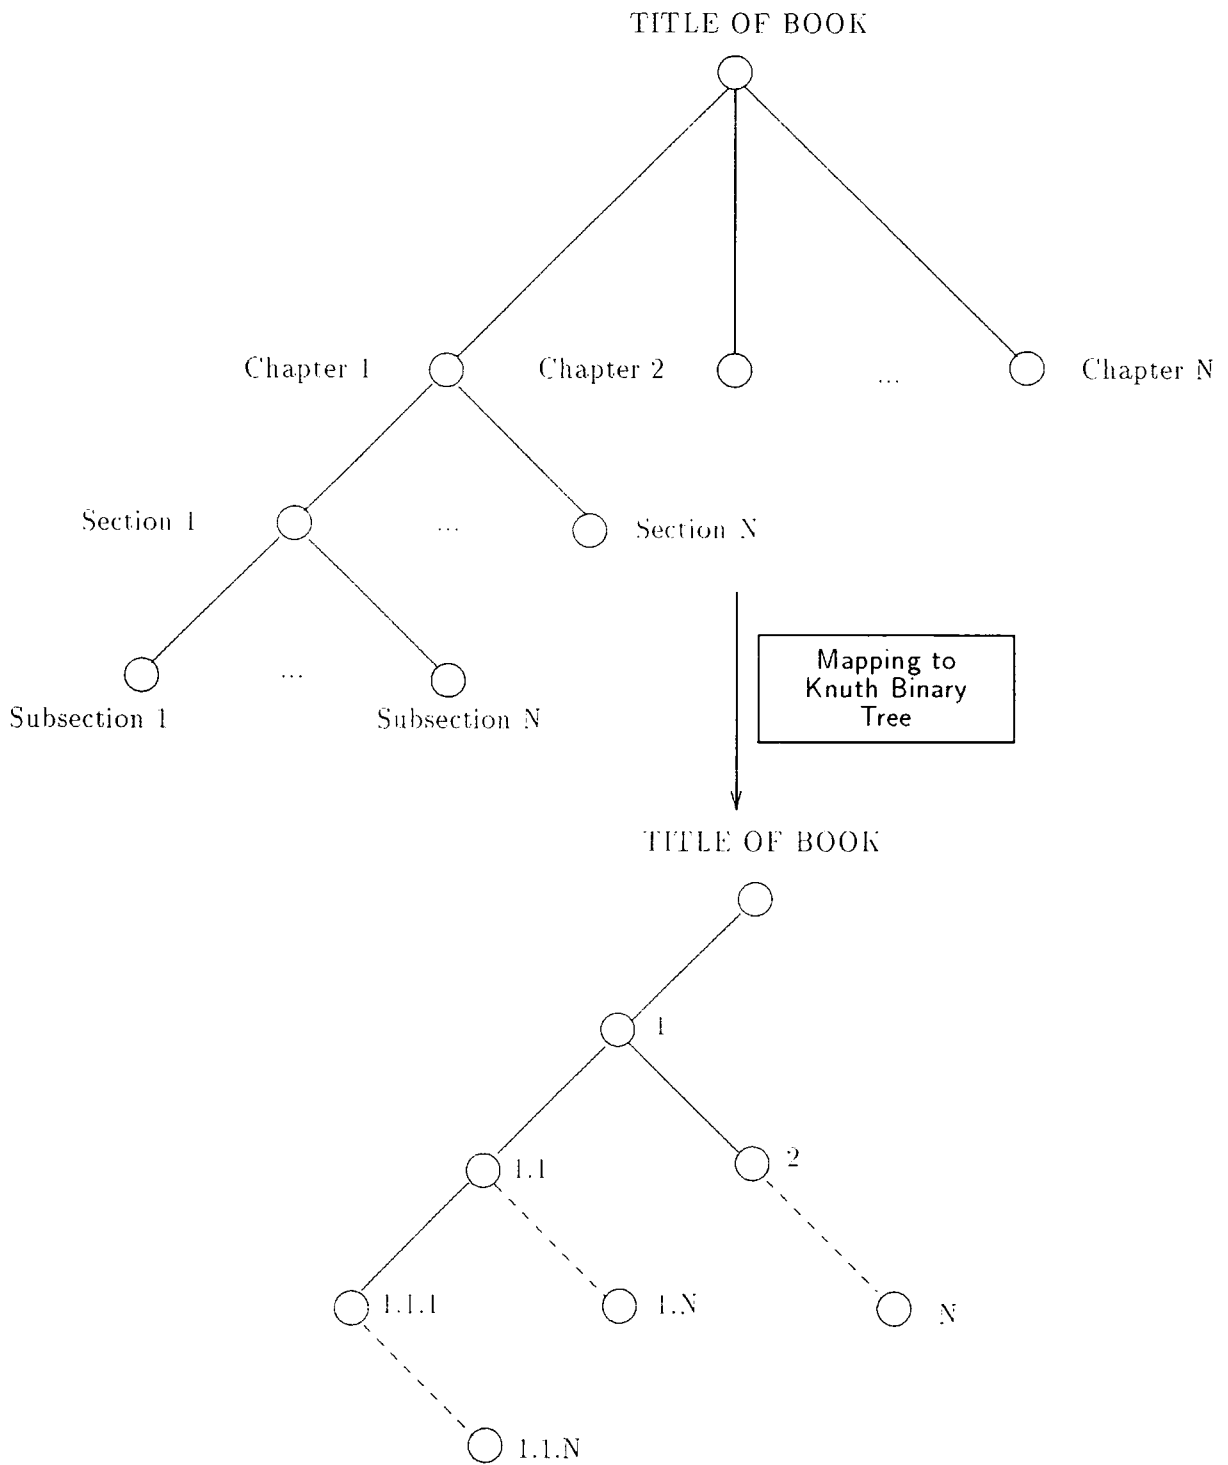 TITLE OF BOOK
Chapter 1
Chapter 2
...
Chapter N
Section 1
...
Section N
...
Subsection 1
Subsection N
Mapping to
Knuth Binary
Tree
TITLE OF BOOK
1
1.1
2
1.1.1
1.N
N
1.1.N